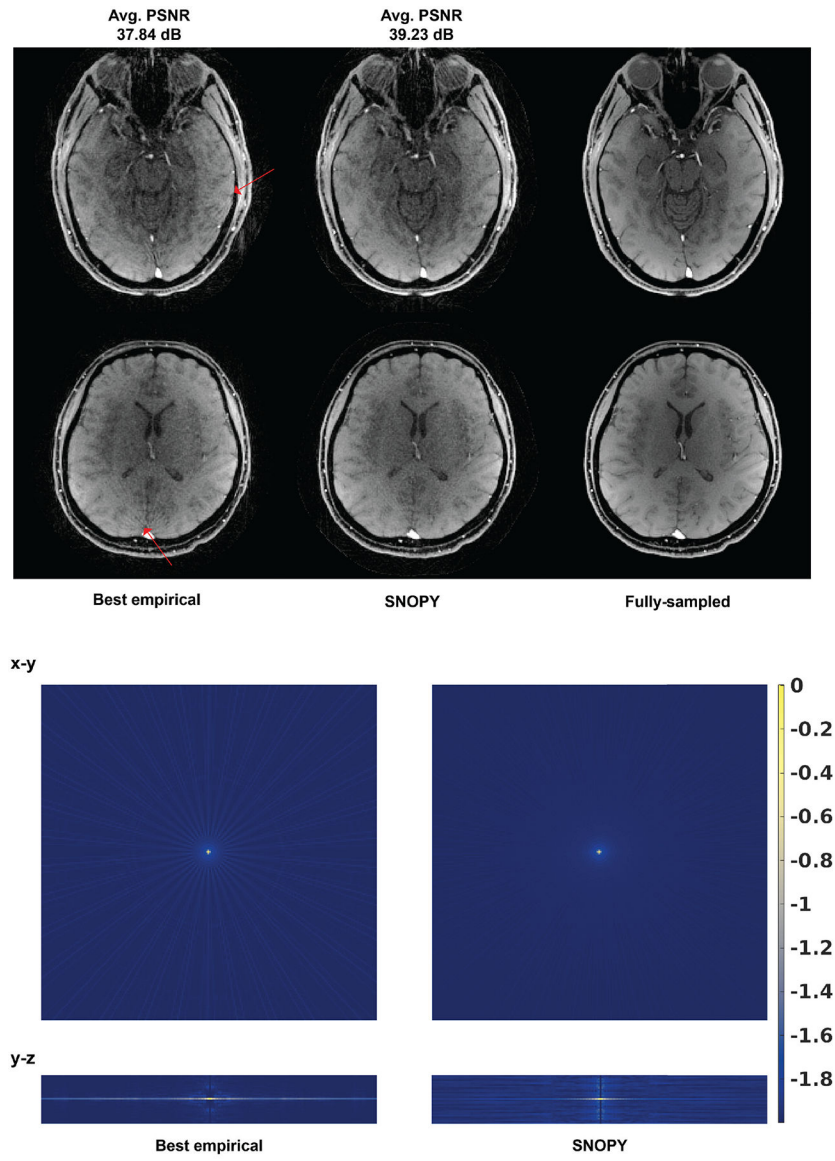 Avg. PSNR
37.84 dB
Avg. PSNR
39.23 dB
Best empirical
SNOPY
Fully-sampled
x-y
0
-0.2
-0.4
-0.6
-0.8
-1
-1.2
-1.4
-1.6
-1.8
y-z
Best empirical
SNOPY